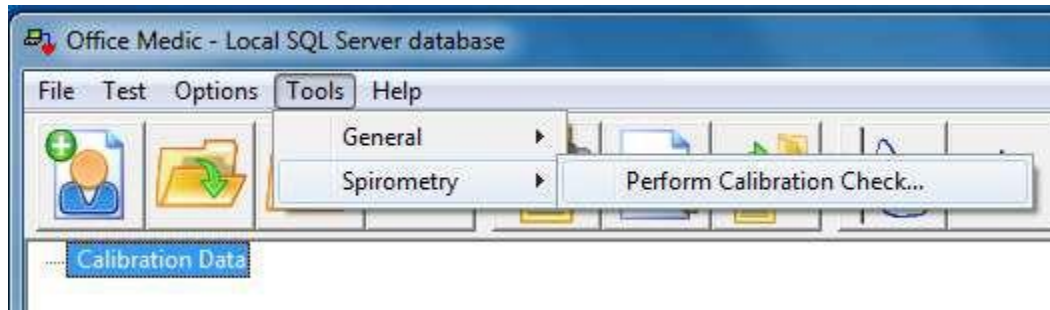 Office Medic - Local SQL Server database
File Test Options Tools Help
General
Spirometry
Perform Calibration Check...
Calibration Data